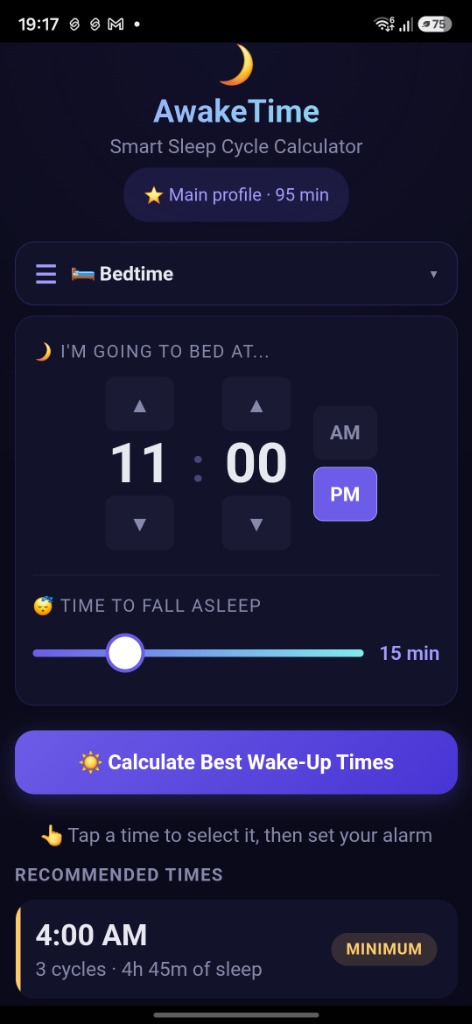 19:17
75
AwakeTime
Smart Sleep Cycle Calculator
⭐ Main profile · 95 min
☰ 🛏️ Bedtime ▼
🌙 I'M GOING TO BED AT...
▲ ▲
AM
11 : 00
PM
▼ ▼
😴 TIME TO FALL ASLEEP
15 min
☀️ Calculate Best Wake-Up Times
👆 Tap a time to select it, then set your alarm
RECOMMENDED TIMES
4:00 AM
3 cycles · 4h 45m of sleep
MINIMUM